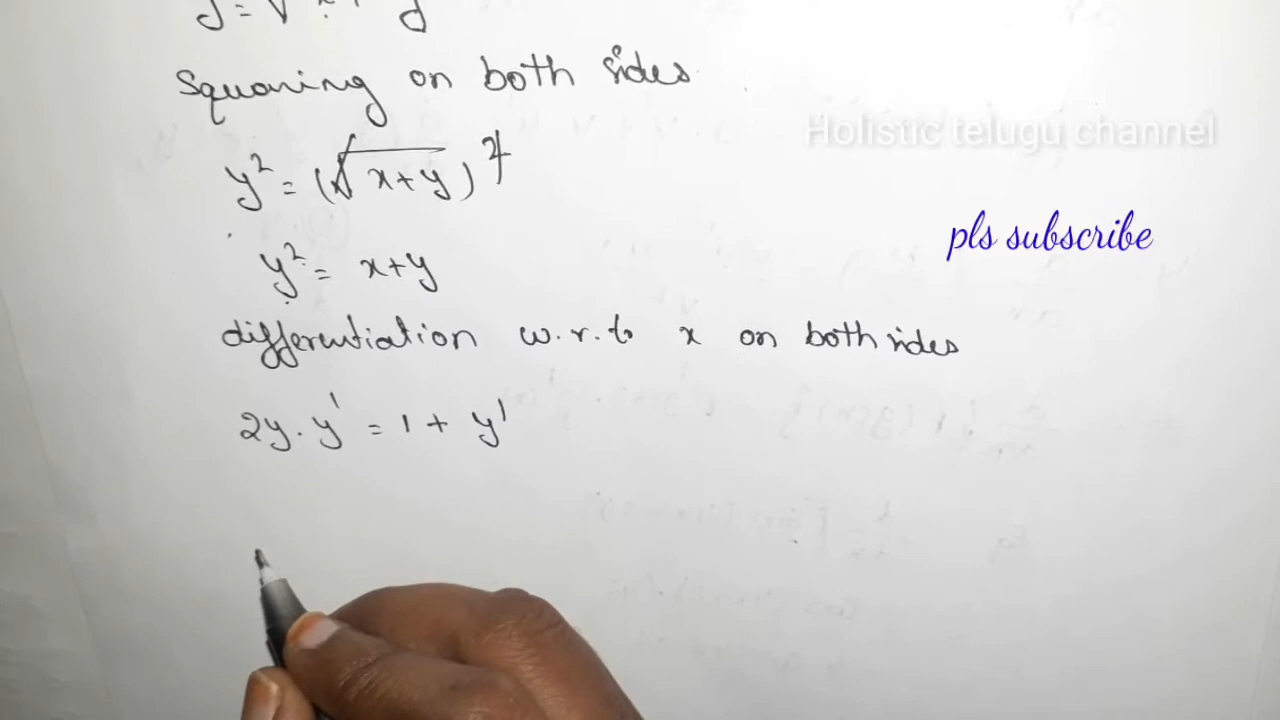 Squaring on both sides.
Holistic telugu channel
y² = (√x+y)²
pls subscribe
y² = x+y
differentiation w.r.to x on both sides
2y.y' = 1 + y'